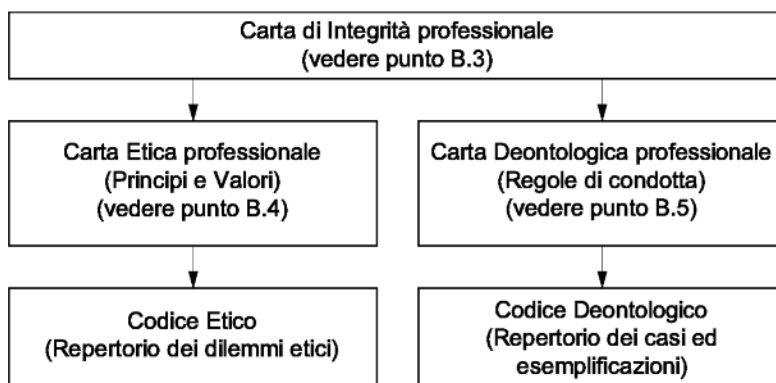 Carta di Integrità professionale
(vedere punto B.3)
Carta Etica professionale
(Principi e Valori)
(vedere punto B.4)
Carta Deontologica professionale
(Regole di condotta)
(vedere punto B.5)
Codice Etico
(Repertorio dei dilemmi etici)
Codice Deontologico
(Repertorio dei casi ed
esemplificazioni)